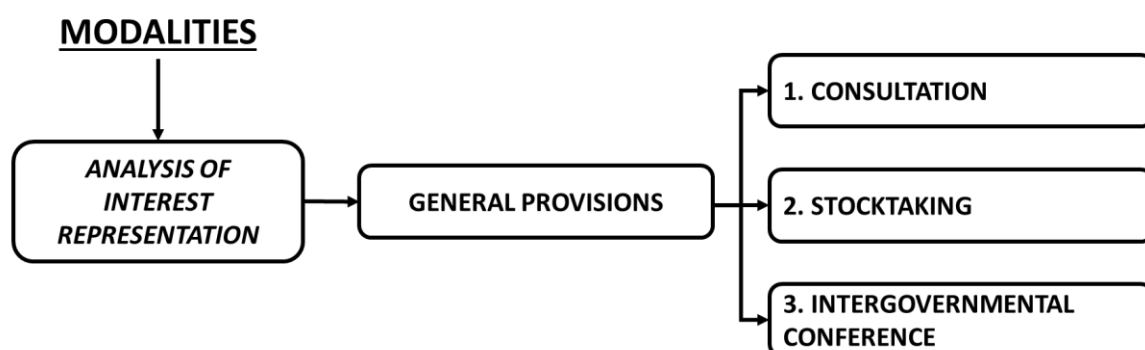 MODALITIES
ANALYSIS OF
INTEREST
REPRESENTATION
GENERAL PROVISIONS
1. CONSULTATION
2. STOCKTAKING
3. INTERGOVERNMENTAL
CONFERENCE